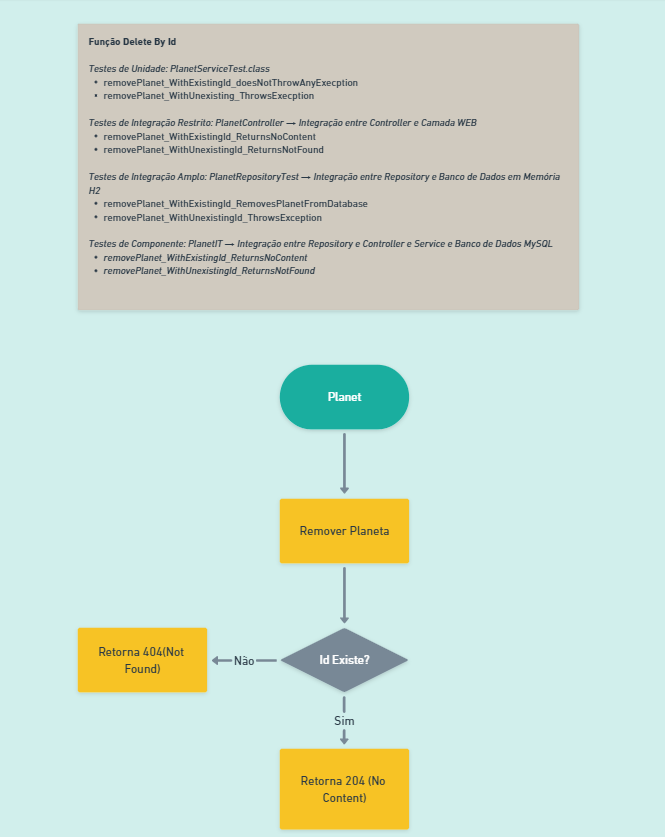 Função Delete By Id
Testes de Unidade: PlanetServiceTest.class
• removePlanet_WithExistingId_doesNotThrowAnyExecption
• removePlanet_WithUnexisting_ThrowsExecption
Testes de Integração Restrito: PlanetController → Integração entre Controller e Camada WEB
• removePlanet_WithExistingId_ReturnsNoContent
• removePlanet_WithUnexistingId_ReturnsNotFound
Testes de Integração Amplo: PlanetRepositoryTest → Integração entre Repository e Banco de Dados em Memória
H2
• removePlanet_WithExistingId_RemovesPlanetFromDatabase
• removePlanet_WithUnexistingId_ThrowsException
Testes de Componente: PlanetIT → Integração entre Repository e Controller e Service e Banco de Dados MySQL
• removePlanet_WithExistingId_ReturnsNoContent
• removePlanet_WithUnexistingId_ReturnsNotFound
Planet
Remover Planeta
Retorna 404(Not
Found)
Não
Id Existe?
Sim
Retorna 204 (No
Content)